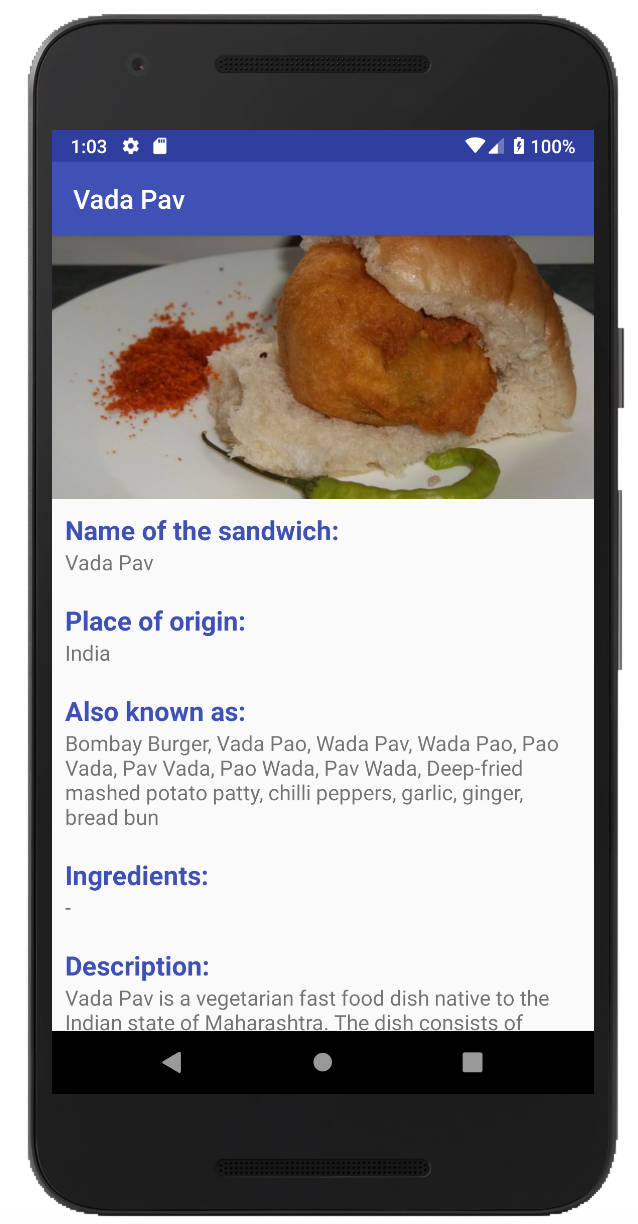 1:03 100%
Vada Pav
Name of the sandwich:
Vada Pav
Place of origin:
India
Also known as:
Bombay Burger, Vada Pao, Wada Pav, Wada Pao, Pao
Vada, Pav Vada, Pao Wada, Pav Wada, Deep-fried
mashed potato patty, chilli peppers, garlic, ginger,
bread bun
Ingredients:
-
Description:
Vada Pav is a vegetarian fast food dish native to the
Indian state of Maharashtra. The dish consists of